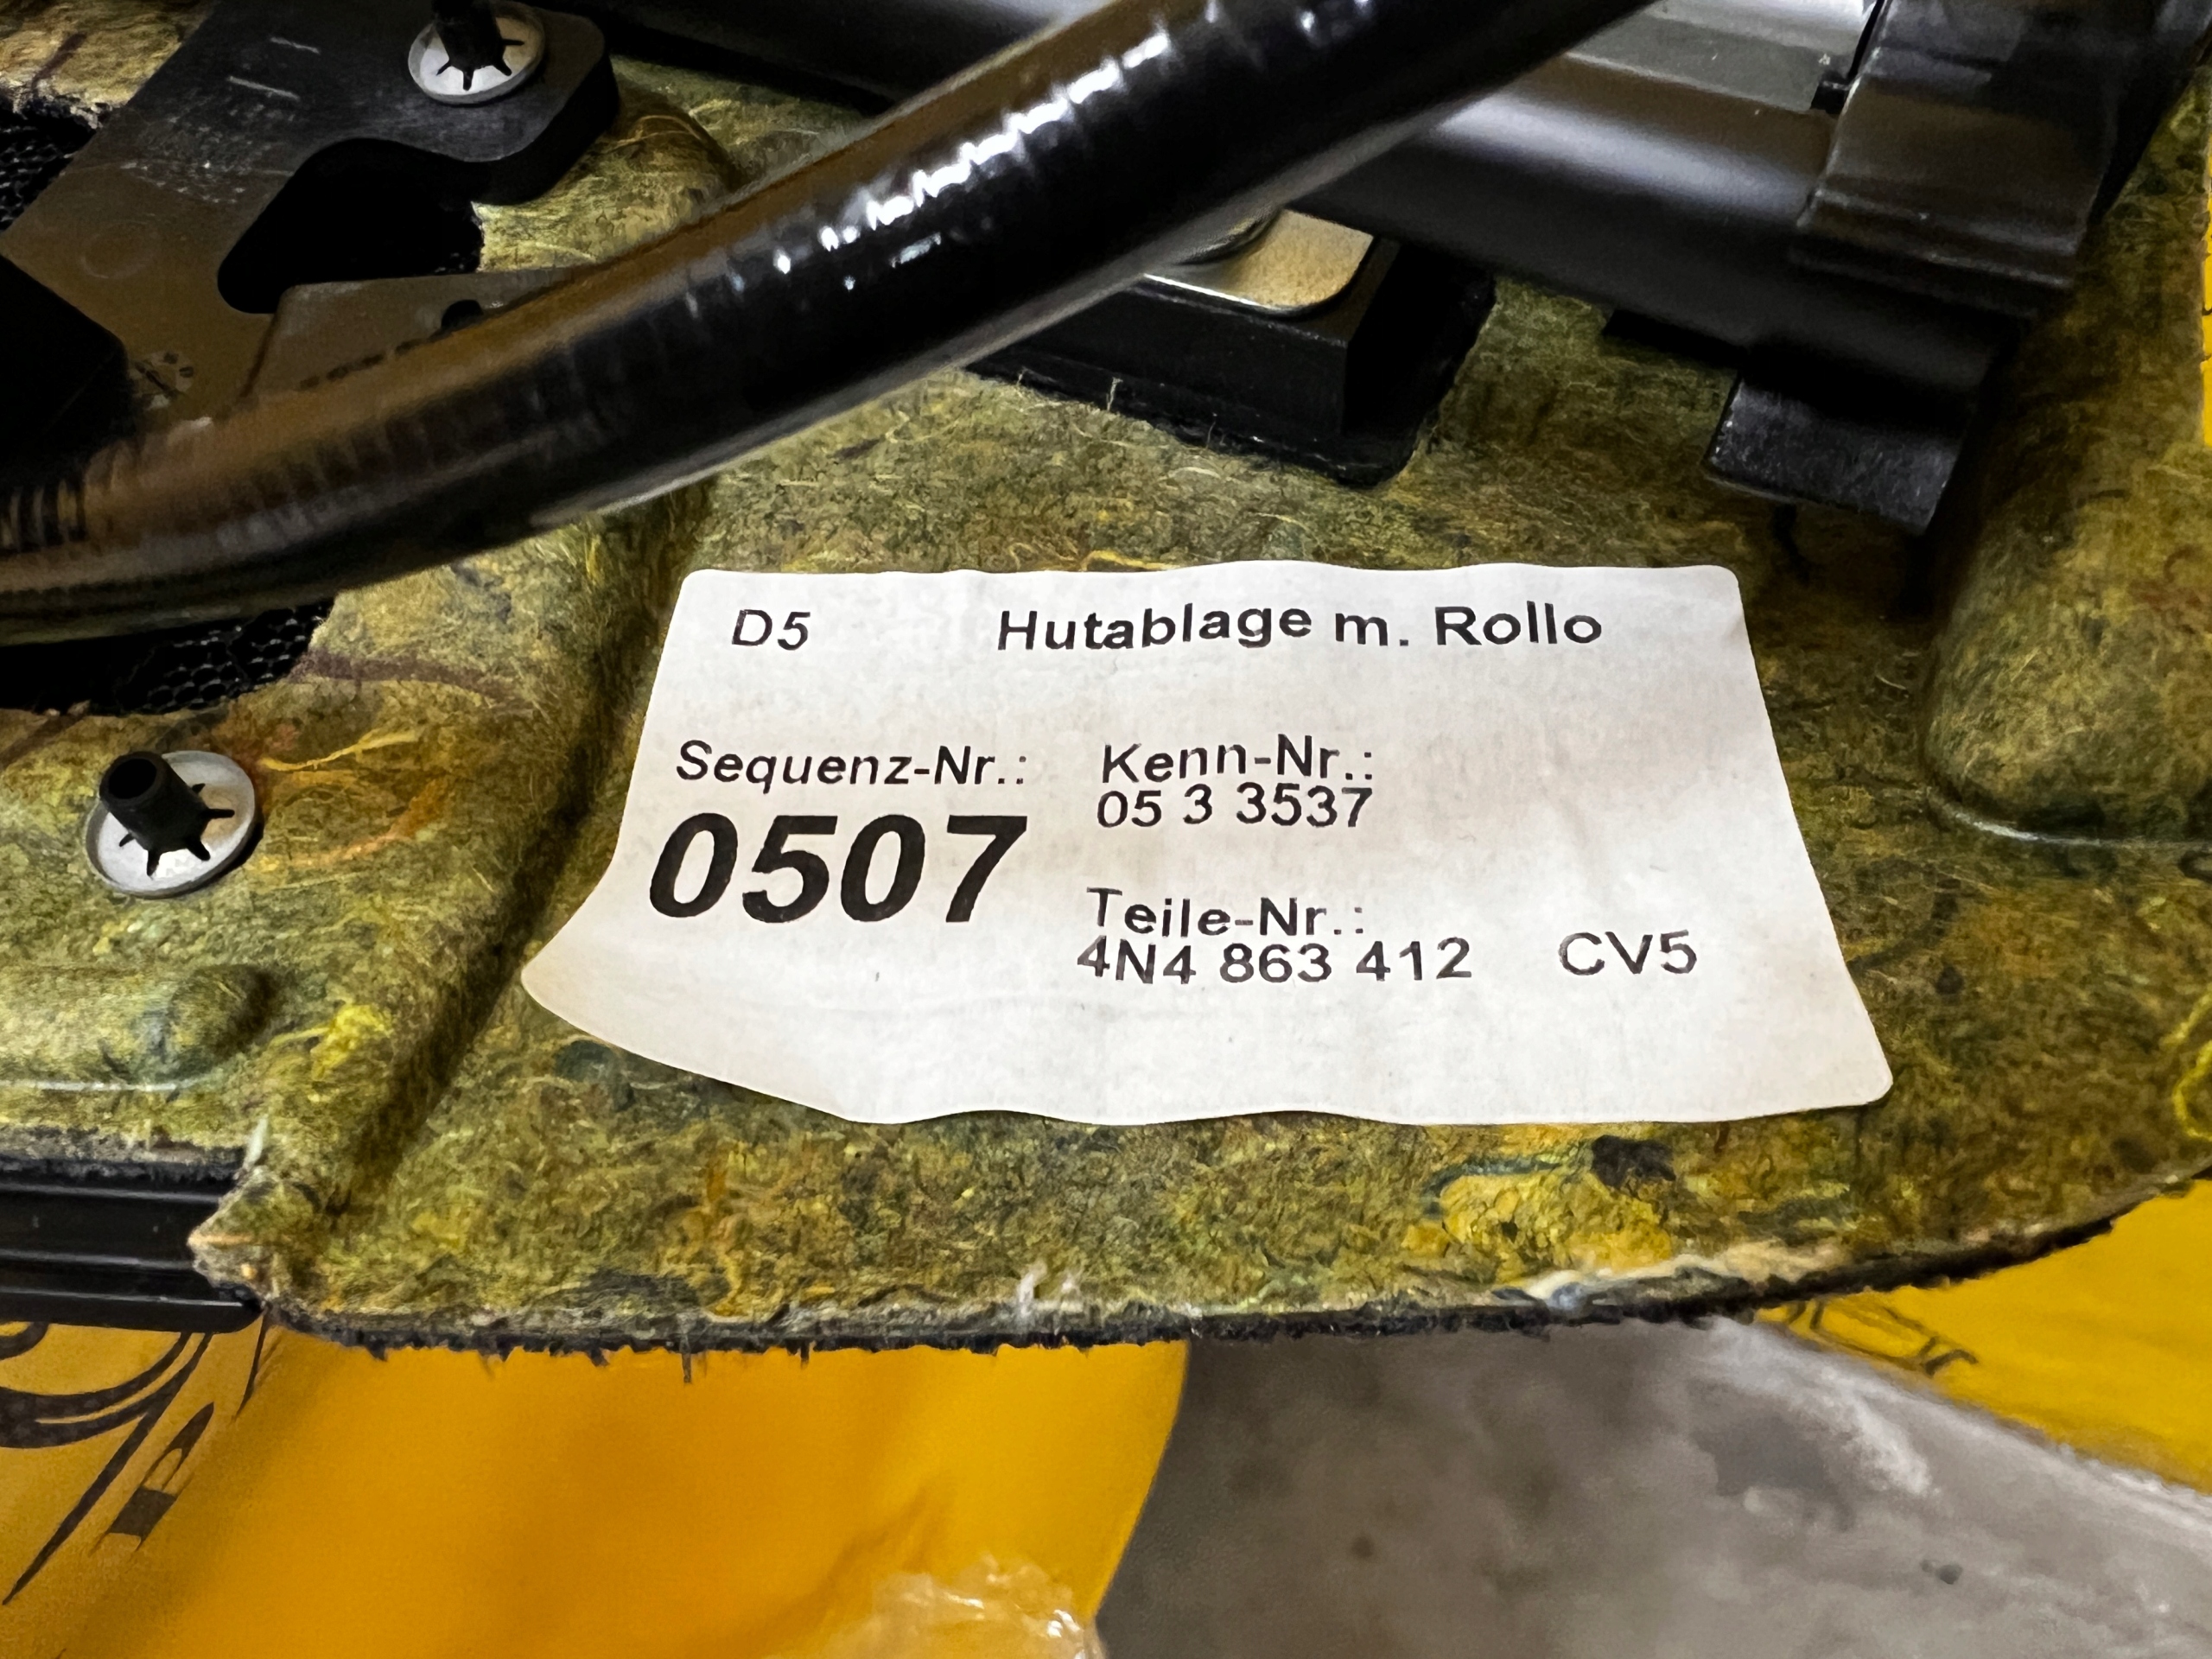 D5 Hutablage m. Rollo
Sequenz-Nr.: Kenn-Nr.:
0507 05 3 3537
Teile-Nr.:
4N4 863 412 CV5